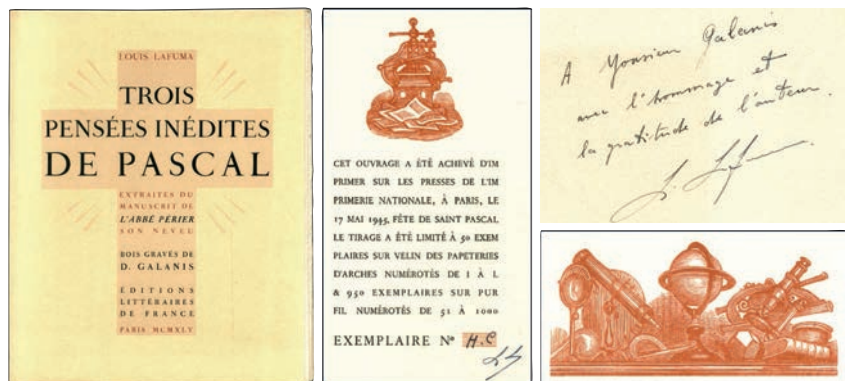 LOUIS LAFUMA
TROIS
PENSÉES INÉDITES
DE PASCAL
EXTRAITES DU
MANUSCRIT DE
L'ABBÉ PÉRIER
SON NEVEU
BOIS GRAVÉS DE
D. GALANIS
ÉDITIONS
LITTÉRAIRES
DE FRANCE
PARIS MCMXLV
CET OUVRAGE A ÉTÉ ACHEVÉ D'IM
PRIMER SUR LES PRESSES DE L'IM
PRIMERIE NATIONALE, À PARIS, LE
17 MAI 1945, FÊTE DE SAINT PASCAL
LE TIRAGE A ÉTÉ LIMITÉ À 50 EXEM
PLAIRES SUR VELIN DES PAPETERIES
D'ARCHES NUMÉROTÉS DE I À L
& 950 EXEMPLAIRES SUR PUR
FIL NUMÉROTÉS DE 51 À 1000
EXEMPLAIRE Nº H.C
A Monsieur Galanis
avec l'hommage et
la gratitude de l'auteur.
L. Lafuma